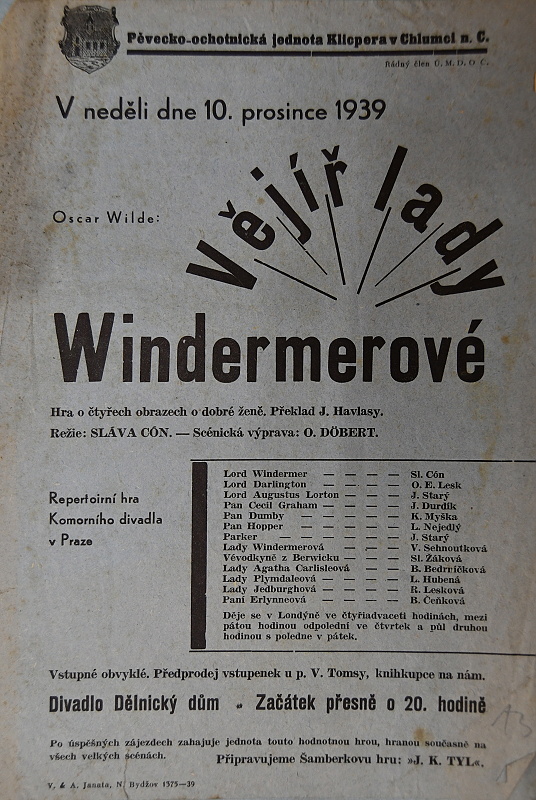 Pěvecko-ochotnická jednota Klicpera v Chlumci n. C.
Řádný člen Ú. M. D. O. C.
V neděli dne 10. prosince 1939
Oscar Wilde:
Vějíř lady
Windermerové
Hra o čtyřech obrazech o dobré ženě. Překlad J. Havlasy.
Režie: SLÁVA CÓN. — Scénická výprava: O. DÖBERT.
Repertoirní hra
Komorního divadla
v Praze
Lord Windermer — — — — Sl. Cón
Lord Darlington — — — — O. E. Lesk
Lord Augustus Lorton — — — J. Starý
Pan Cecil Graham — — — — J. Durdík
Pan Dumby — — — — — K. Myška
Pan Hopper — — — — — L. Nejedlý
Parker — — — — — J. Starý
Lady Windermerová — — — V. Sehnoutková
Vévodkyně z Berwicku — — — Sl. Žáková
Lady Agatha Carlisleová — — — B. Bedrníčková
Lady Plymdaleová — — — — L. Hubená
Lady Jedburghová — — — — R. Lesková
Paní Erlynneová — — — — B. Čeňková
Děje se v Londýně ve čtyřiadvaceti hodinách, mezi
pátou hodinou odpolední ve čtvrtek a půl druhou
hodinou s poledne v pátek.
Vstupné obvyklé. Předprodej vstupenek u p. V. Tomsy, knihkupce na nám.
Divadlo Dělnický dům - Začátek přesně o 20. hodině
Po úspěšných zájezdech zahajuje jednota touto hodnotnou hrou, hranou současně na
všech velkých scénách. Připravujeme Šamberkovu hru: »J. K. TYL«.
V. & A. Janata, N. Bydžov 1375—39